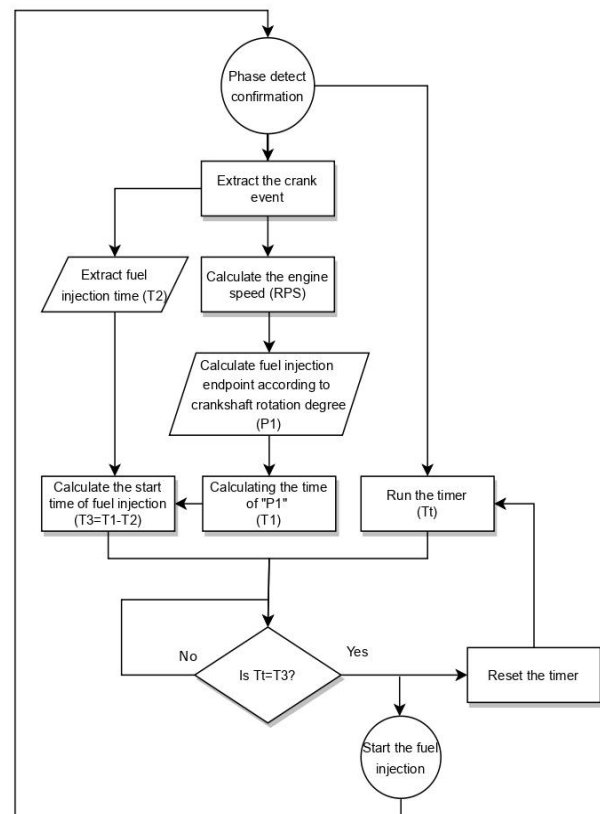 Phase detect
confirmation
Extract the crank
event
Extract fuel
injection time (T2)
Calculate the engine
speed (RPS)
Calculate fuel injection
endpoint according to
crankshaft rotation degree
(P1)
Calculate the start
time of fuel injection
(T3=T1-T2)
Calculating the time
of "P1"
(T1)
Run the timer
(Tt)
No
Is Tt=T3?
Yes
Reset the timer
Start the fuel
injection